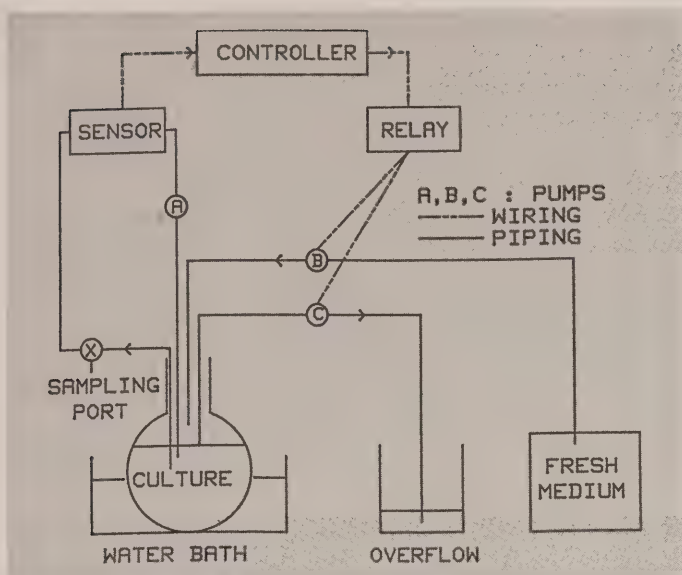 CONTROLLER
SENSOR
RELAY
A,B,C : PUMPS
WIRING
PIPING
A
B
C
X
SAMPLING
PORT
CULTURE
FRESH
MEDIUM
WATER BATH
OVERFLOW